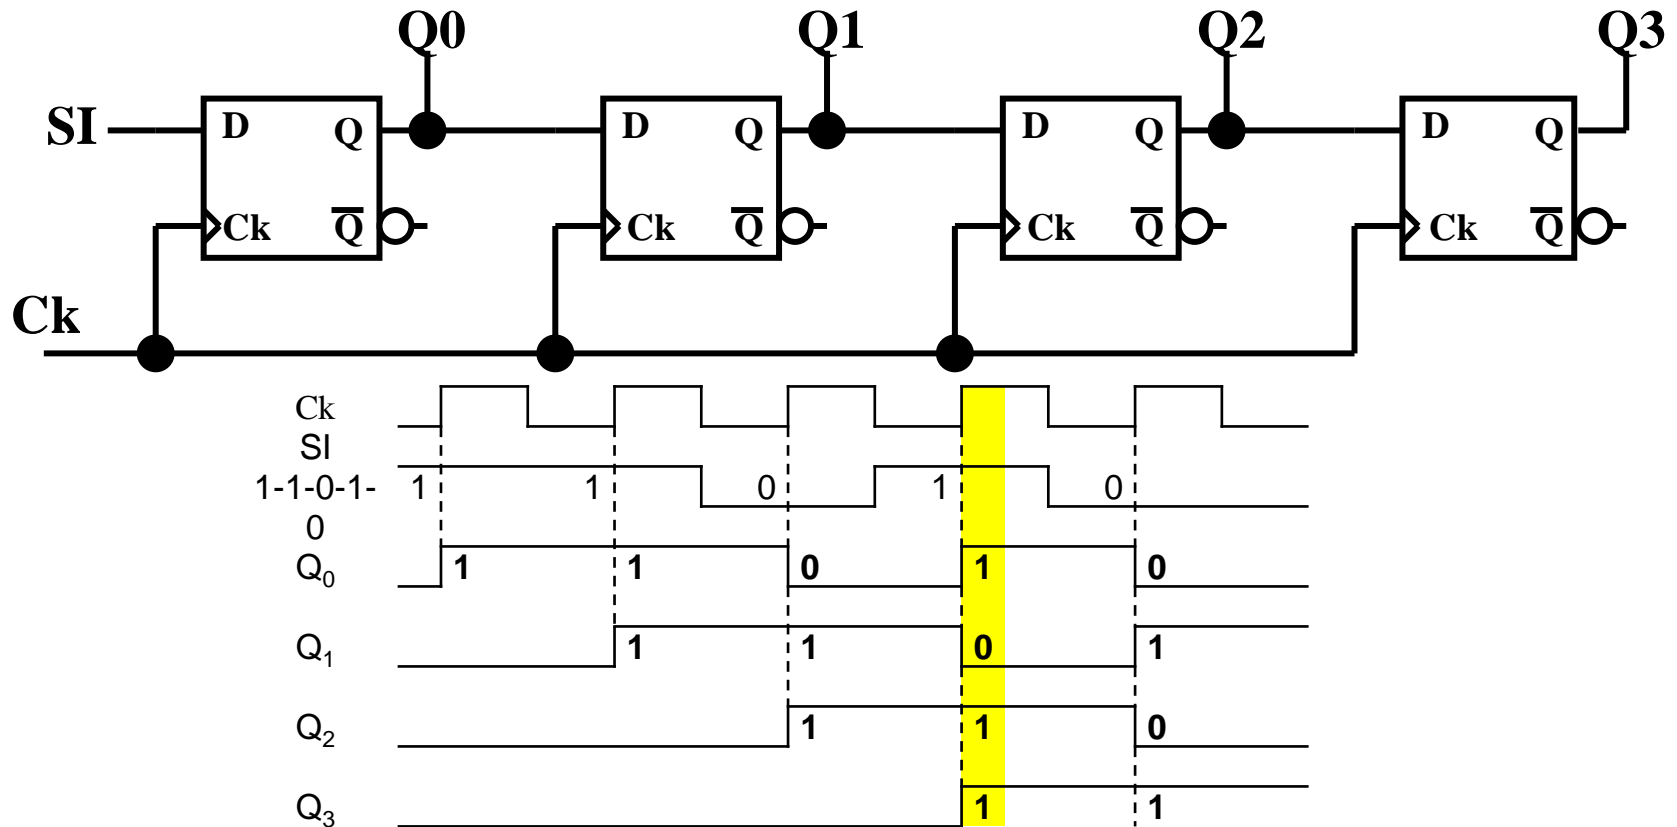 Q0 Q1 Q2 Q3
SI D Q D Q D Q D Q
Ck Q̅ Ck Q̅ Ck Q̅ Ck Q̅
Ck
Ck
SI
1-1-0-1- 1 1 0 1 0
0
Q₀ 1 1 0 1 0
Q₁ 1 1 0 1
Q₂ 1 1 0
Q₃ 1 1